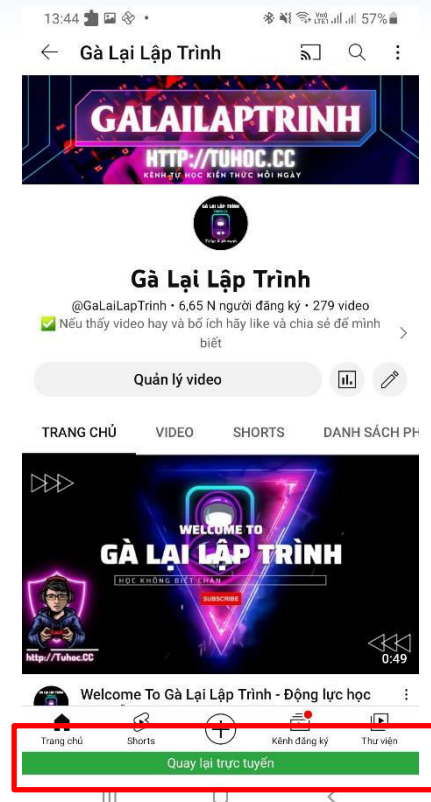 13:44
57%
Gà Lại Lập Trình
GALAILAPTRINH
HTTP://TUHOC.CC
KÊNH TỰ HỌC KIẾN THỨC MỖI NGÀY
Gà Lại Lập Trình
@GaLaiLapTrinh • 6,65 N người đăng ký • 279 video
✅ Nếu thấy video hay và bổ ích hãy like và chia sẻ để mình
biết
Quản lý video
TRANG CHỦ VIDEO SHORTS DANH SÁCH PH
WELCOME TO
GÀ LẠI LẬP TRÌNH
HỌC KHÔNG BIẾT CHÁN
SUBSCRIBE
http://Tuhoc.CC
0:49
Welcome To Gà Lại Lập Trình - Động lực học
Trang chủ Shorts Kênh đăng ký Thư viện
Quay lại trực tuyến